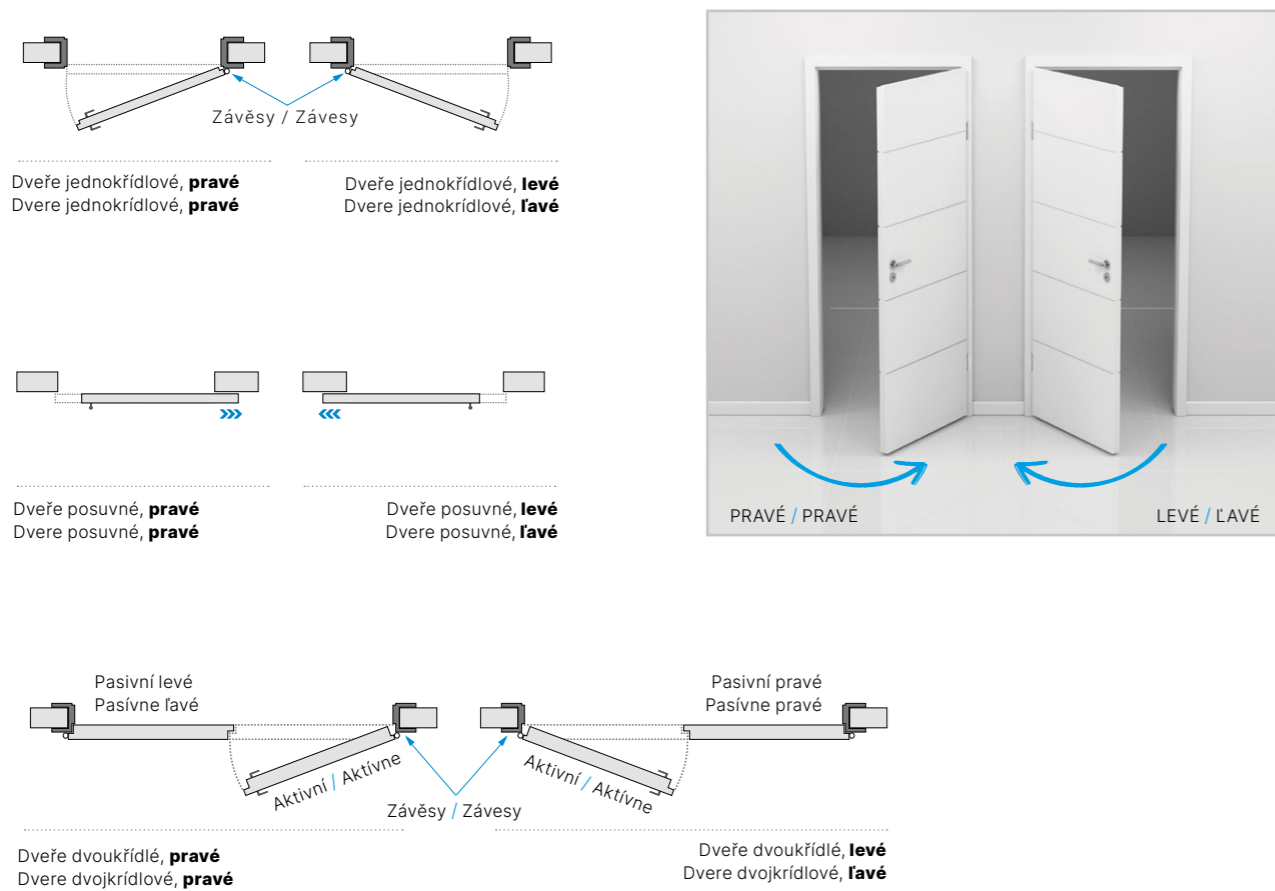 Závěsy / Závesy
Dveře jednokřídlové, pravé
Dvere jednokrídlové, pravé
Dveře jednokřídlové, levé
Dvere jednokrídlové, ľavé
Dveře posuvné, pravé
Dvere posuvné, pravé
Dveře posuvné, levé
Dvere posuvné, ľavé
PRAVÉ / PRAVÉ
LEVÉ / ĽAVÉ
Pasivní levé
Pasívne ľavé
Aktivní / Aktívne
Závěsy / Závesy
Pasivní pravé
Pasívne pravé
Aktivní / Aktívne
Dveře dvoukřídlé, pravé
Dvere dvojkrídlové, pravé
Dveře dvoukřídlé, levé
Dvere dvojkrídlové, ľavé